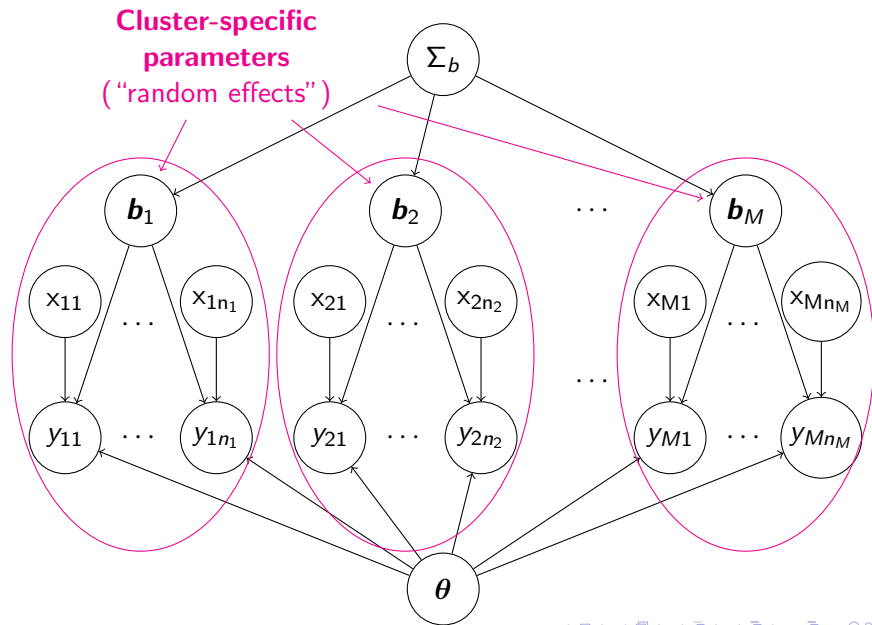 Cluster-specific
parameters
(“random effects”)
Σ_b
b_1
b_2
...
b_M
x_11
...
x_1n_1
x_21
...
x_2n_2
x_M1
...
x_Mn_M
...
y_11
...
y_1n_1
y_21
...
y_2n_2
y_M1
...
y_Mn_M
θ